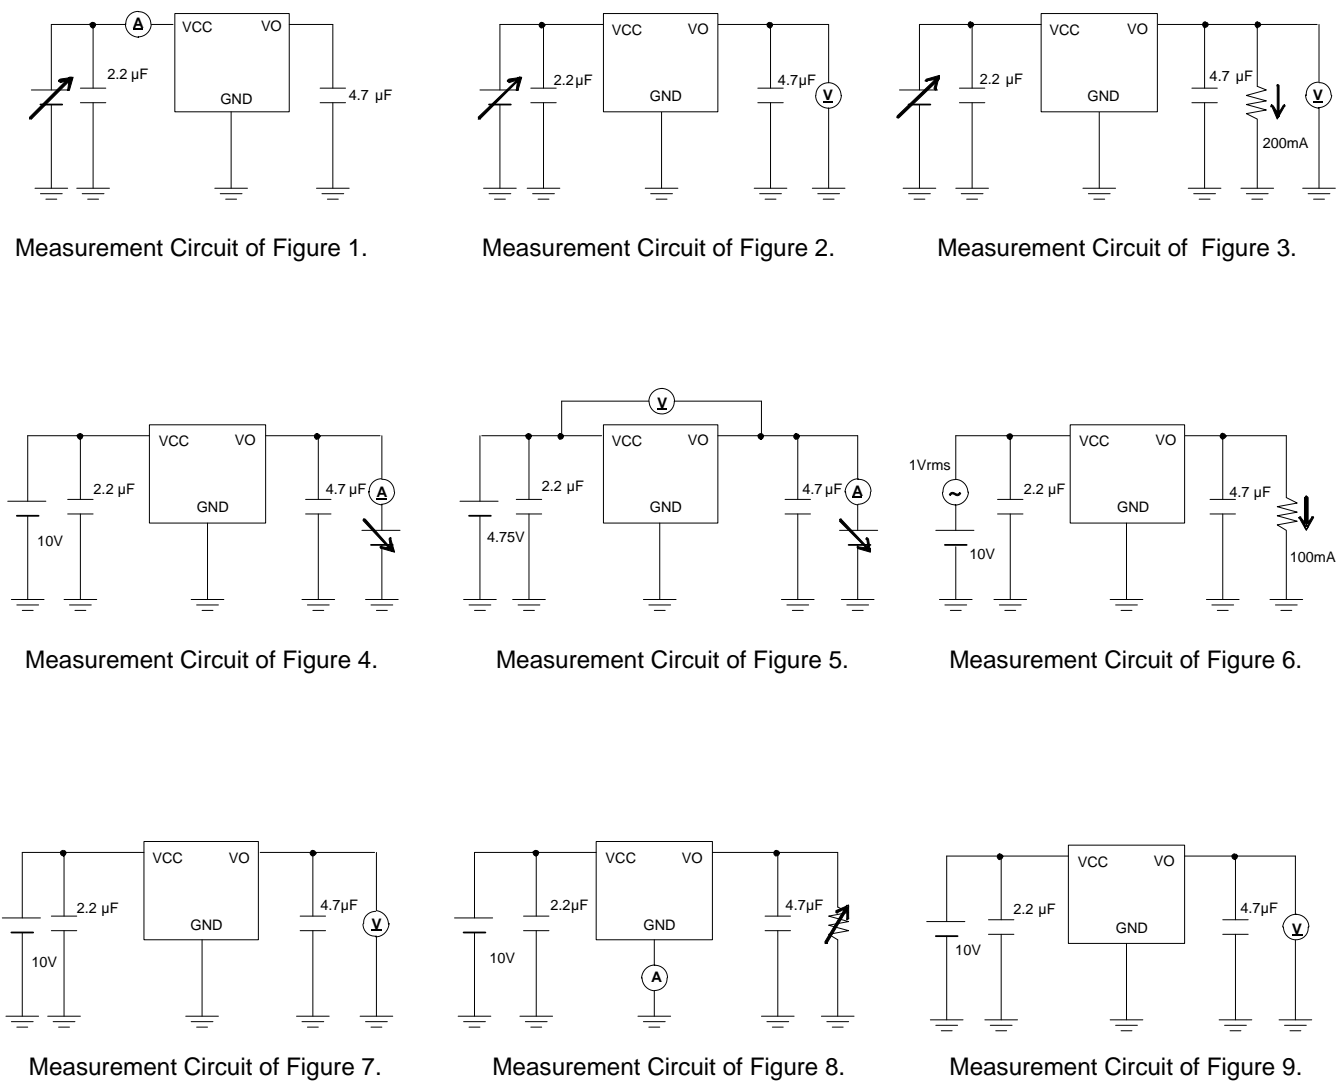 A
VCC
VO
2.2 µF
GND
4.7 µF
Measurement Circuit of Figure 1.
VCC
VO
2.2µF
GND
4.7µF
V
Measurement Circuit of Figure 2.
VCC
VO
2.2 µF
GND
4.7 µF
V
200mA
Measurement Circuit of Figure 3.
VCC
VO
2.2 µF
GND
4.7 µF
A
10V
Measurement Circuit of Figure 4.
V
VCC
VO
2.2 µF
GND
4.7 µF
A
4.75V
Measurement Circuit of Figure 5.
1Vrms
~
VCC
VO
2.2 µF
GND
4.7 µF
10V
100mA
Measurement Circuit of Figure 6.
VCC
VO
2.2 µF
GND
4.7µF
V
10V
Measurement Circuit of Figure 7.
VCC
VO
2.2µF
GND
4.7µF
10V
A
Measurement Circuit of Figure 8.
VCC
VO
2.2 µF
GND
4.7µF
V
10V
Measurement Circuit of Figure 9.